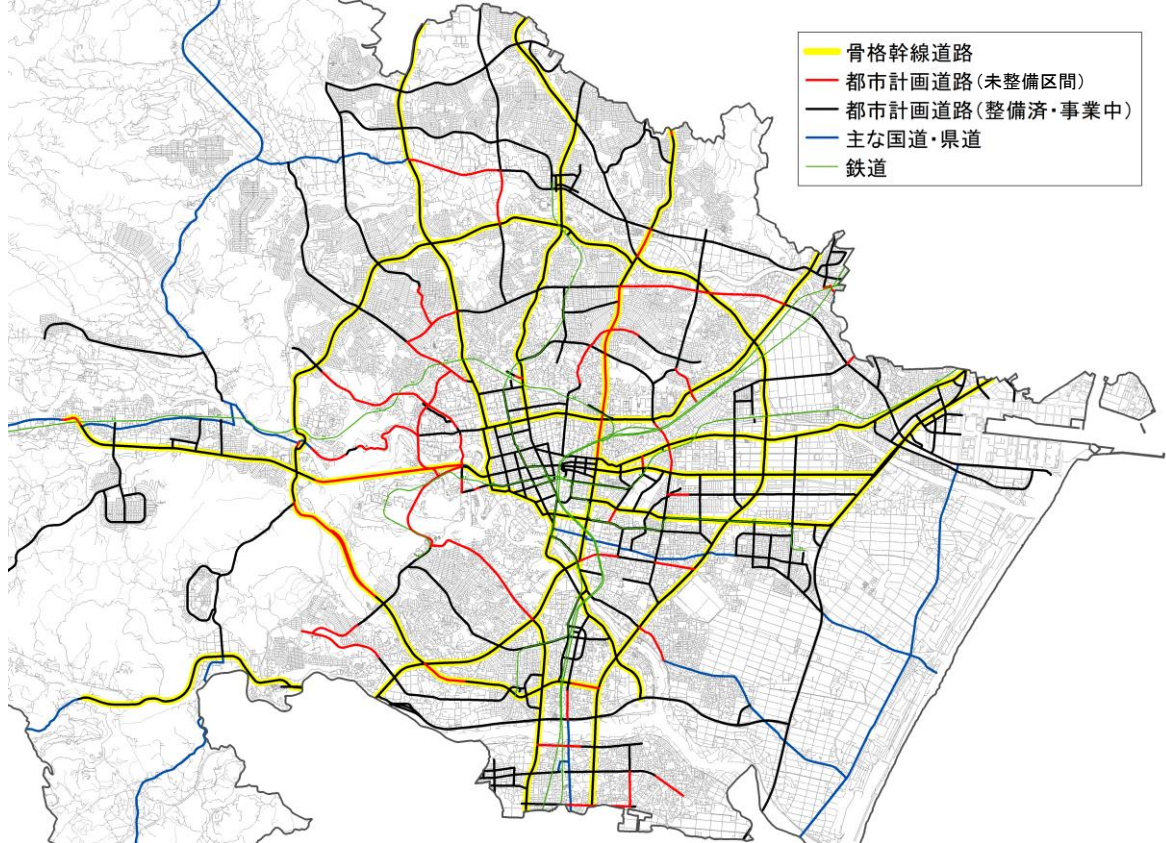 骨格幹線道路
都市計画道路(未整備区間)
都市計画道路(整備済・事業中)
主な国道・県道
鉄道